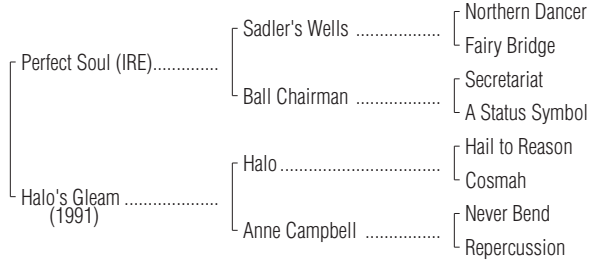 Northern Dancer
Sadler's Wells ..................
Fairy Bridge
Perfect Soul (IRE)..............
Secretariat
Ball Chairman ..................
A Status Symbol
Hail to Reason
Halo..................................
Cosmah
Halo's Gleam ....................
(1991)
Never Bend
Anne Campbell ................
Repercussion